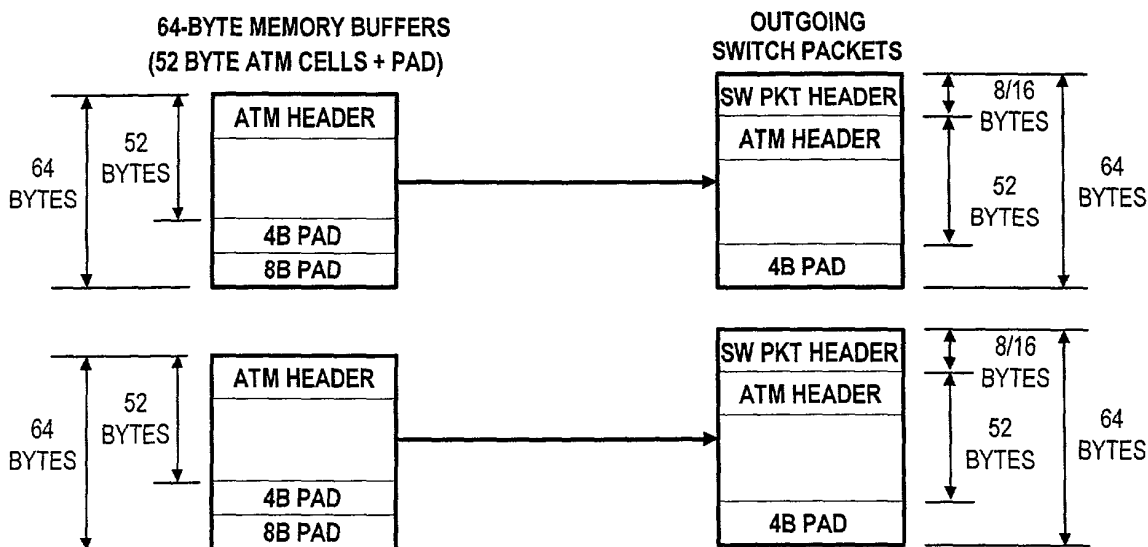 64-BYTE MEMORY BUFFERS
(52 BYTE ATM CELLS + PAD)
OUTGOING
SWITCH PACKETS
64
BYTES
52
BYTES
ATM HEADER
4B PAD
8B PAD
SW PKT HEADER
ATM HEADER
4B PAD
8/16
BYTES
52
BYTES
64
BYTES
64
BYTES
52
BYTES
ATM HEADER
4B PAD
8B PAD
SW PKT HEADER
ATM HEADER
4B PAD
8/16
BYTES
52
BYTES
64
BYTES